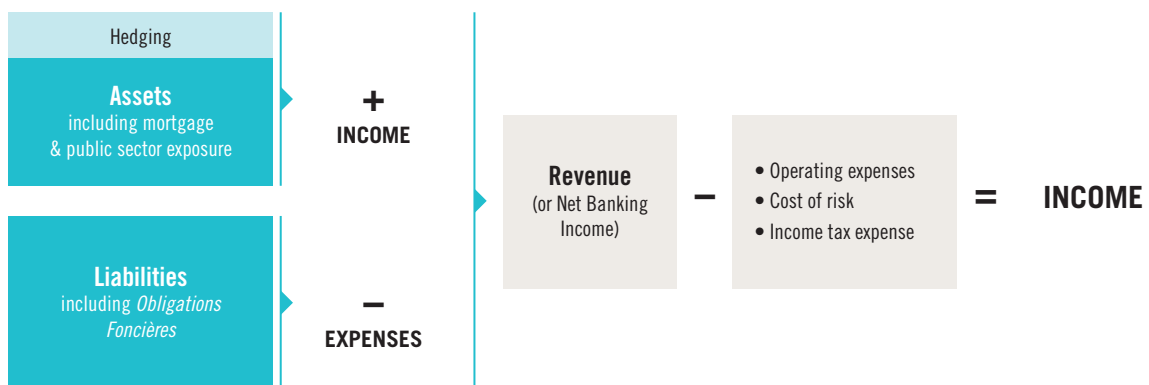 Hedging
Assets
including mortgage
& public sector exposure
+
INCOME
Liabilities
including Obligations
Foncières
–
EXPENSES
Revenue
(or Net Banking
Income)
–
• Operating expenses
• Cost of risk
• Income tax expense
=
INCOME